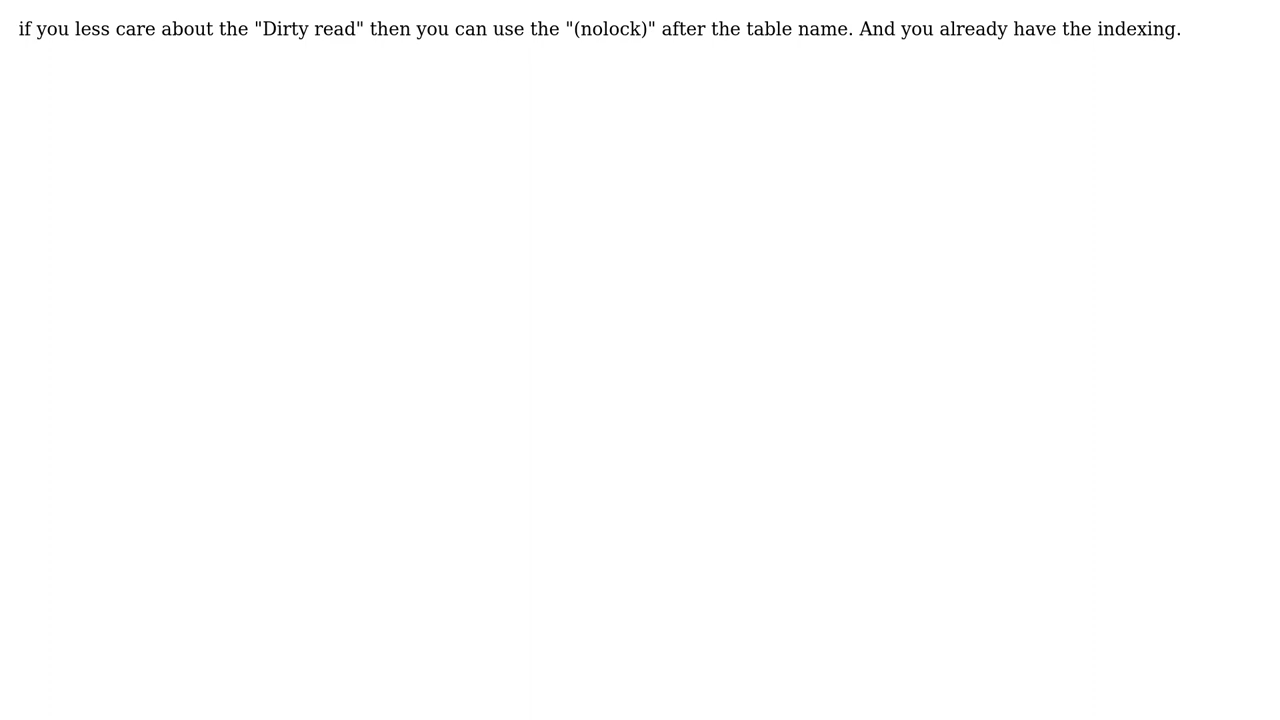 if you less care about the "Dirty read" then you can use the "(nolock)" after the table name. And you already have the indexing.